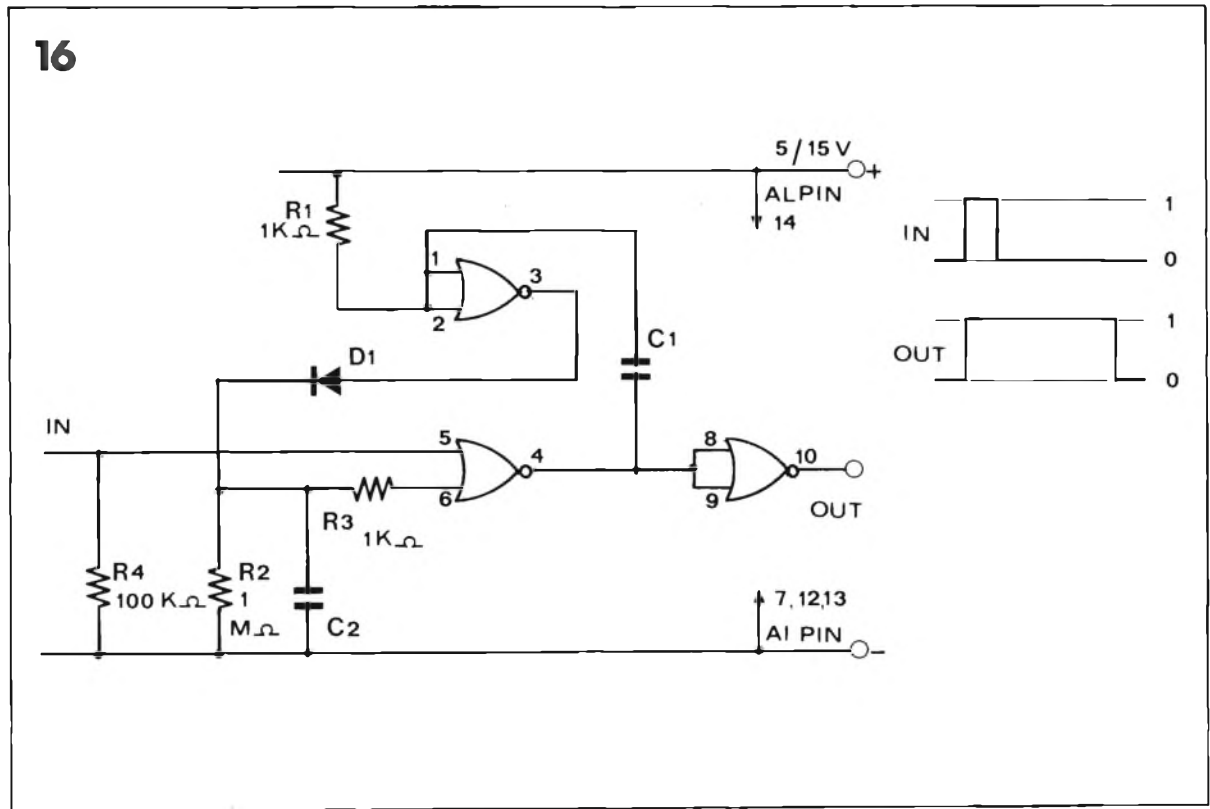 16
5/15 V
+
ALPIN
14
R1
1KΩ
1
2
3
C1
D1
IN
5
6
4
8
9
10
OUT
R3
1KΩ
R4
100 KΩ
R2
1
MΩ
C2
7, 12,13
AI PIN
−
IN
1
0
OUT
1
0